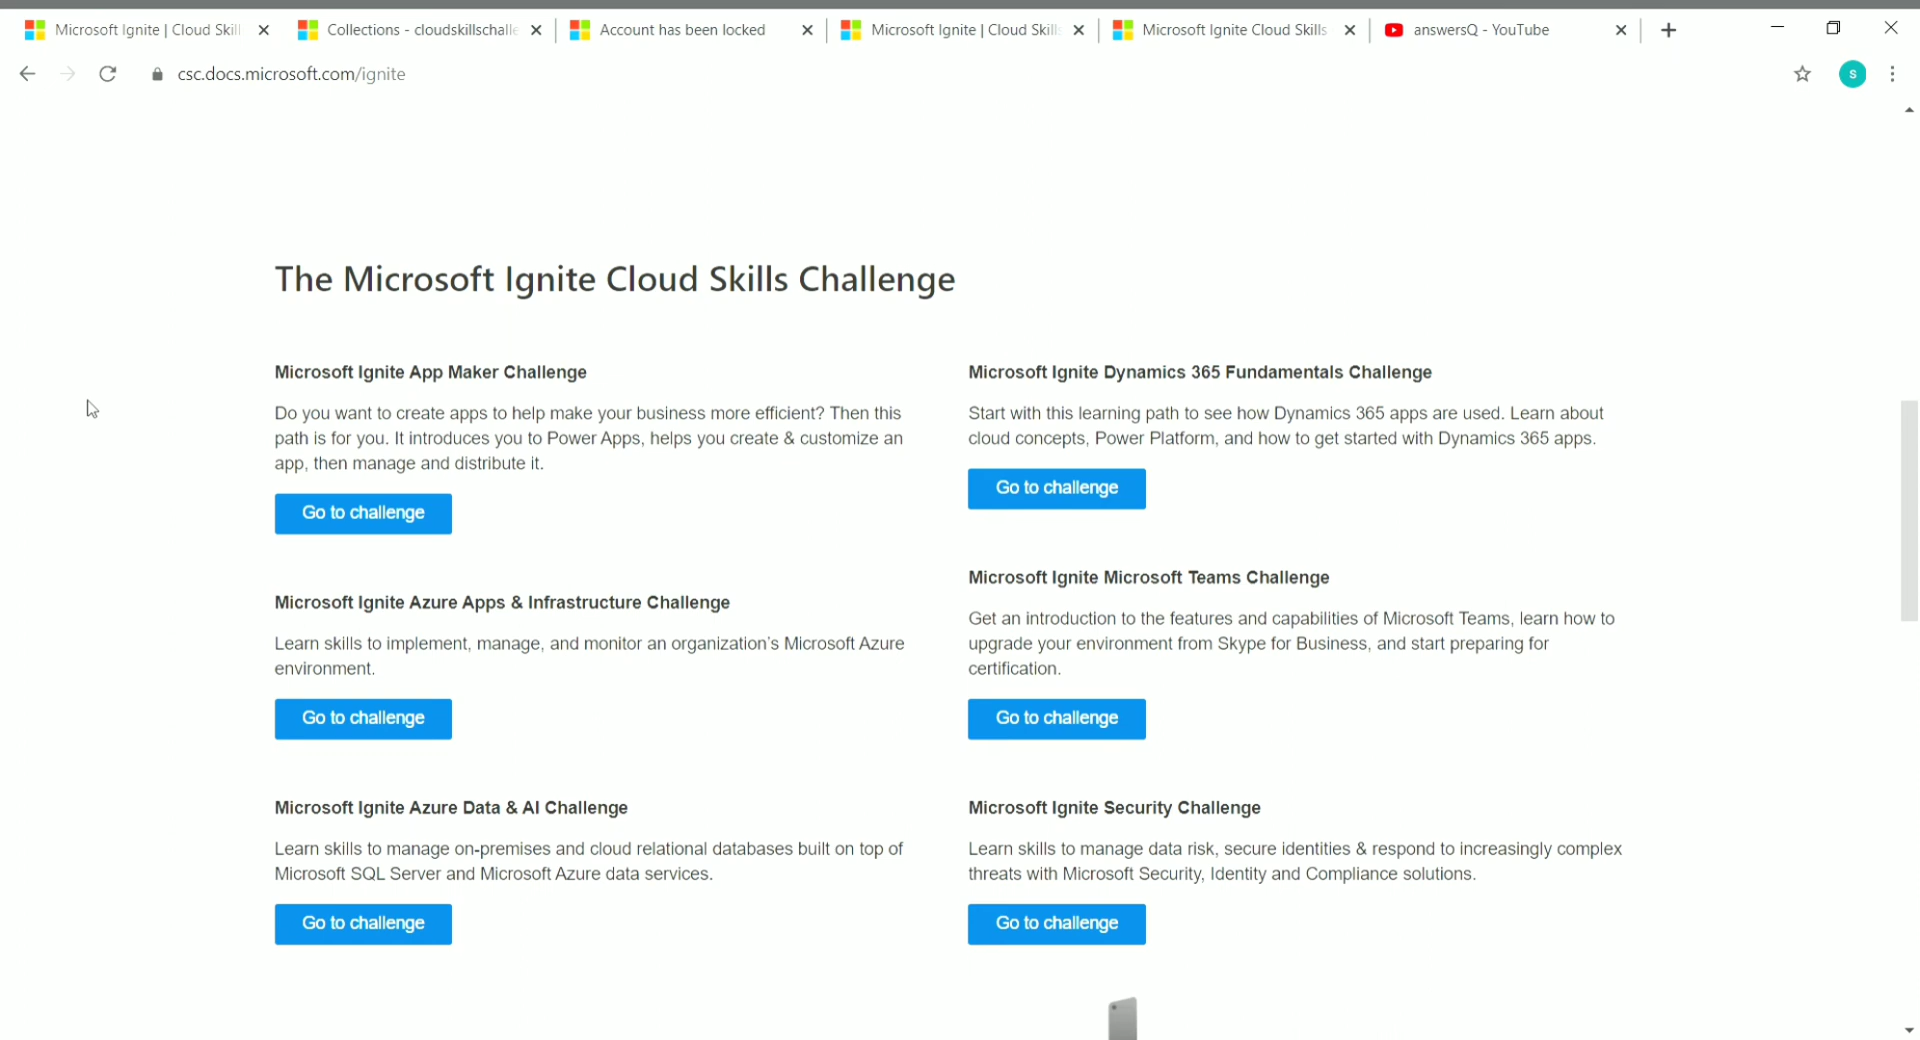 Microsoft Ignite | Cloud Skill
Collections - cloudskillschalle
Account has been locked
Microsoft Ignite | Cloud Skills
Microsoft Ignite Cloud Skills
answersQ - YouTube
csc.docs.microsoft.com/ignite
s
The Microsoft Ignite Cloud Skills Challenge
Microsoft Ignite App Maker Challenge
Do you want to create apps to help make your business more efficient? Then this
path is for you. It introduces you to Power Apps, helps you create & customize an
app, then manage and distribute it.
Go to challenge
Microsoft Ignite Azure Apps & Infrastructure Challenge
Learn skills to implement, manage, and monitor an organization's Microsoft Azure
environment.
Go to challenge
Microsoft Ignite Azure Data & AI Challenge
Learn skills to manage on-premises and cloud relational databases built on top of
Microsoft SQL Server and Microsoft Azure data services.
Go to challenge
Microsoft Ignite Dynamics 365 Fundamentals Challenge
Start with this learning path to see how Dynamics 365 apps are used. Learn about
cloud concepts, Power Platform, and how to get started with Dynamics 365 apps.
Go to challenge
Microsoft Ignite Microsoft Teams Challenge
Get an introduction to the features and capabilities of Microsoft Teams, learn how to
upgrade your environment from Skype for Business, and start preparing for
certification.
Go to challenge
Microsoft Ignite Security Challenge
Learn skills to manage data risk, secure identities & respond to increasingly complex
threats with Microsoft Security, Identity and Compliance solutions.
Go to challenge